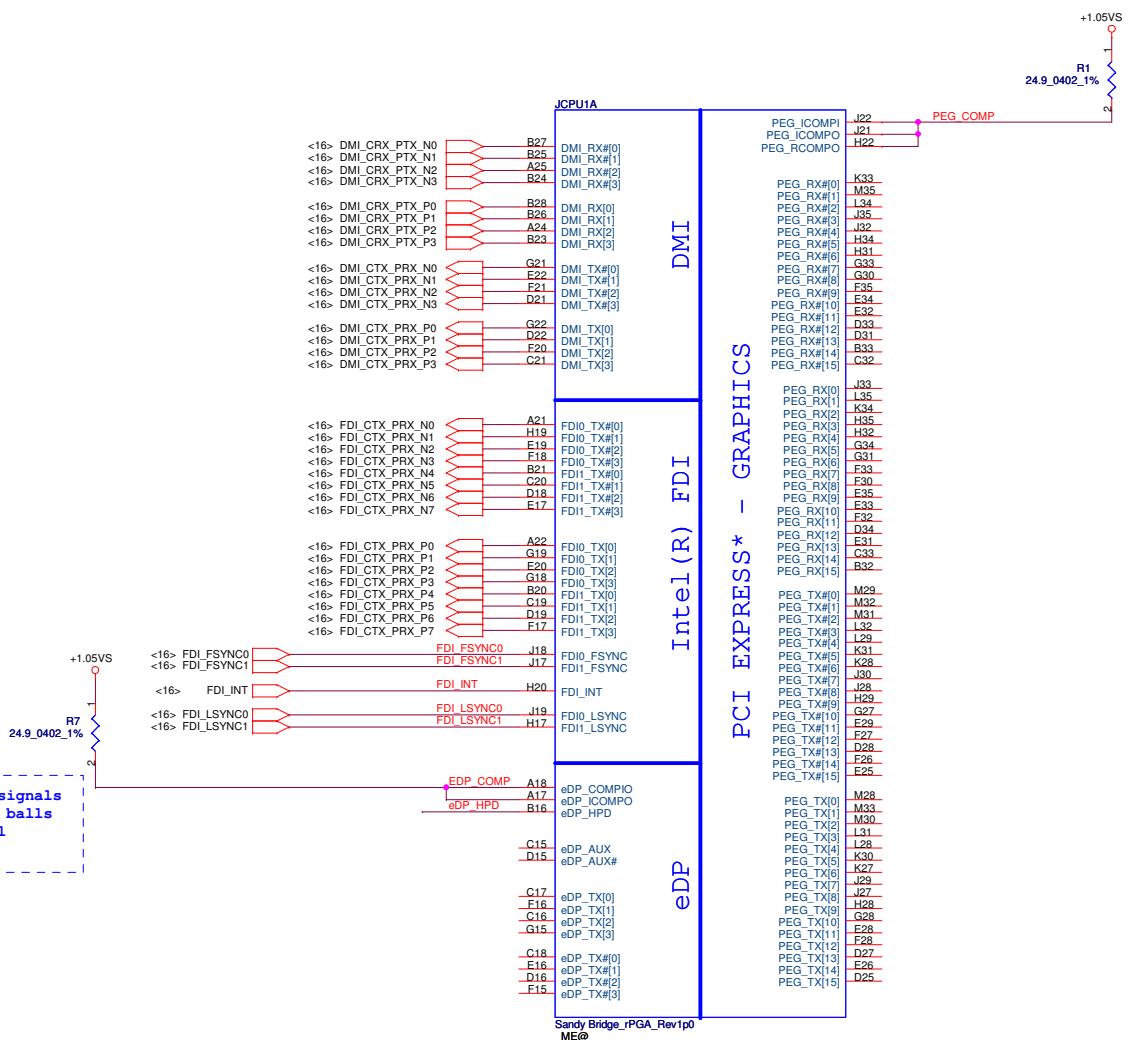 +1.05VS
1
R1
24.9_0402_1%
2
JCPU1A
PEG_ICOMPI J22 PEG_COMP
PEG_ICOMPO J21
PEG_RCOMPO H22
<16> DMI_CRX_PTX_N0 B27 DMI_RX#[0]
<16> DMI_CRX_PTX_N1 B25 DMI_RX#[1]
<16> DMI_CRX_PTX_N2 A25 DMI_RX#[2]
<16> DMI_CRX_PTX_N3 B24 DMI_RX#[3]
<16> DMI_CRX_PTX_P0 B28 DMI_RX[0]
<16> DMI_CRX_PTX_P1 B26 DMI_RX[1]
<16> DMI_CRX_PTX_P2 A24 DMI_RX[2]
<16> DMI_CRX_PTX_P3 B23 DMI_RX[3]
<16> DMI_CTX_PRX_N0 G21 DMI_TX#[0]
<16> DMI_CTX_PRX_N1 E22 DMI_TX#[1]
<16> DMI_CTX_PRX_N2 F21 DMI_TX#[2]
<16> DMI_CTX_PRX_N3 D21 DMI_TX#[3]
<16> DMI_CTX_PRX_P0 G22 DMI_TX[0]
<16> DMI_CTX_PRX_P1 D22 DMI_TX[1]
<16> DMI_CTX_PRX_P2 F20 DMI_TX[2]
<16> DMI_CTX_PRX_P3 C21 DMI_TX[3]
DMI
<16> FDI_CTX_PRX_N0 A21 FDI0_TX#[0]
<16> FDI_CTX_PRX_N1 H19 FDI0_TX#[1]
<16> FDI_CTX_PRX_N2 E19 FDI0_TX#[2]
<16> FDI_CTX_PRX_N3 F18 FDI0_TX#[3]
<16> FDI_CTX_PRX_N4 B21 FDI1_TX#[0]
<16> FDI_CTX_PRX_N5 C20 FDI1_TX#[1]
<16> FDI_CTX_PRX_N6 D18 FDI1_TX#[2]
<16> FDI_CTX_PRX_N7 E17 FDI1_TX#[3]
<16> FDI_CTX_PRX_P0 A22 FDI0_TX[0]
<16> FDI_CTX_PRX_P1 G19 FDI0_TX[1]
<16> FDI_CTX_PRX_P2 E20 FDI0_TX[2]
<16> FDI_CTX_PRX_P3 G18 FDI0_TX[3]
<16> FDI_CTX_PRX_P4 B20 FDI1_TX[0]
<16> FDI_CTX_PRX_P5 C19 FDI1_TX[1]
<16> FDI_CTX_PRX_P6 D19 FDI1_TX[2]
<16> FDI_CTX_PRX_P7 F17 FDI1_TX[3]
<16> FDI_FSYNC0 FDI_FSYNC0 J18 FDI0_FSYNC
<16> FDI_FSYNC1 FDI_FSYNC1 J17 FDI1_FSYNC
<16> FDI_INT FDI_INT H20 FDI_INT
<16> FDI_LSYNC0 FDI_LSYNC0 J19 FDI0_LSYNC
<16> FDI_LSYNC1 FDI_LSYNC1 H17 FDI1_LSYNC
Intel(R) FDI
+1.05VS
1
R7
24.9_0402_1%
2
signals
balls
EDP_COMP A18 eDP_COMPIO
A17 eDP_ICOMPO
eDP_HPD B16 eDP_HPD
C15 eDP_AUX
D15 eDP_AUX#
C17 eDP_TX[0]
F16 eDP_TX[1]
C16 eDP_TX[2]
G15 eDP_TX[3]
C18 eDP_TX#[0]
E16 eDP_TX#[1]
D16 eDP_TX#[2]
F15 eDP_TX#[3]
eDP
PCI EXPRESS* - GRAPHICS
PEG_RX#[0] K33
PEG_RX#[1] M35
PEG_RX#[2] L34
PEG_RX#[3] J35
PEG_RX#[4] J32
PEG_RX#[5] H34
PEG_RX#[6] H31
PEG_RX#[7] G33
PEG_RX#[8] G30
PEG_RX#[9] F35
PEG_RX#[10] E34
PEG_RX#[11] E32
PEG_RX#[12] D33
PEG_RX#[13] D31
PEG_RX#[14] B33
PEG_RX#[15] C32
PEG_RX[0] J33
PEG_RX[1] L35
PEG_RX[2] K34
PEG_RX[3] H35
PEG_RX[4] H32
PEG_RX[5] G34
PEG_RX[6] G31
PEG_RX[7] F33
PEG_RX[8] F30
PEG_RX[9] E35
PEG_RX[10] E33
PEG_RX[11] F32
PEG_RX[12] D34
PEG_RX[13] E31
PEG_RX[14] C33
PEG_RX[15] B32
PEG_TX#[0] M29
PEG_TX#[1] M32
PEG_TX#[2] M31
PEG_TX#[3] L32
PEG_TX#[4] L29
PEG_TX#[5] K31
PEG_TX#[6] K28
PEG_TX#[7] J30
PEG_TX#[8] J28
PEG_TX#[9] H29
PEG_TX#[10] G27
PEG_TX#[11] E29
PEG_TX#[12] F27
PEG_TX#[13] D28
PEG_TX#[14] F26
PEG_TX#[15] E25
PEG_TX[0] M28
PEG_TX[1] M33
PEG_TX[2] M30
PEG_TX[3] L31
PEG_TX[4] L28
PEG_TX[5] K30
PEG_TX[6] K27
PEG_TX[7] J29
PEG_TX[8] J27
PEG_TX[9] H28
PEG_TX[10] G28
PEG_TX[11] E28
PEG_TX[12] F28
PEG_TX[13] D27
PEG_TX[14] E26
PEG_TX[15] D25
Sandy Bridge_rPGA_Rev1p0
ME@